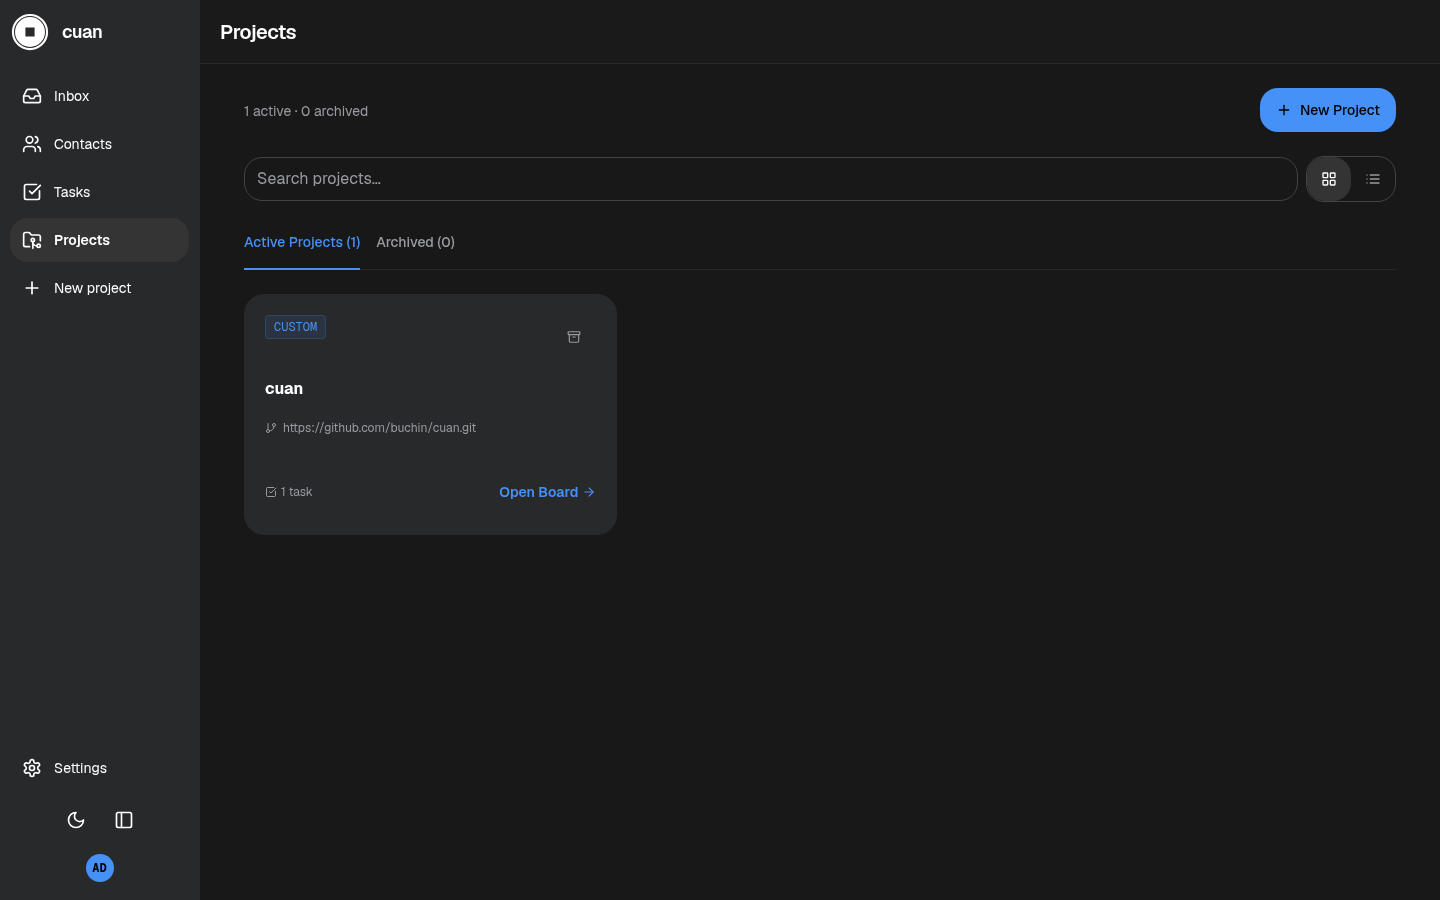 cuan
Inbox
Contacts
Tasks
Projects
New project
Settings
AD
Projects
1 active · 0 archived
New Project
Search projects...
Active Projects (1)
Archived (0)
CUSTOM
cuan
https://github.com/buchin/cuan.git
1 task
Open Board